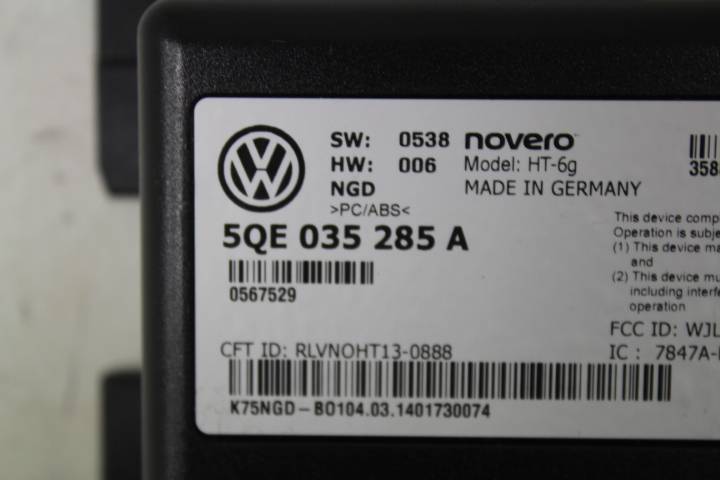 SW: 0538 novero
HW: 006 Model: HT-6g
NGD MADE IN GERMANY
>PC/ABS<
5QE 035 285 A
0567529
358
This device comp
Operation is subje
(1) This device ma
and
(2) This device mu
including interfe
operation
FCC ID: WJL
CFT ID: RLVNOHT13-0888
IC : 7847A-
K75NGD-BO104.03.1401730074